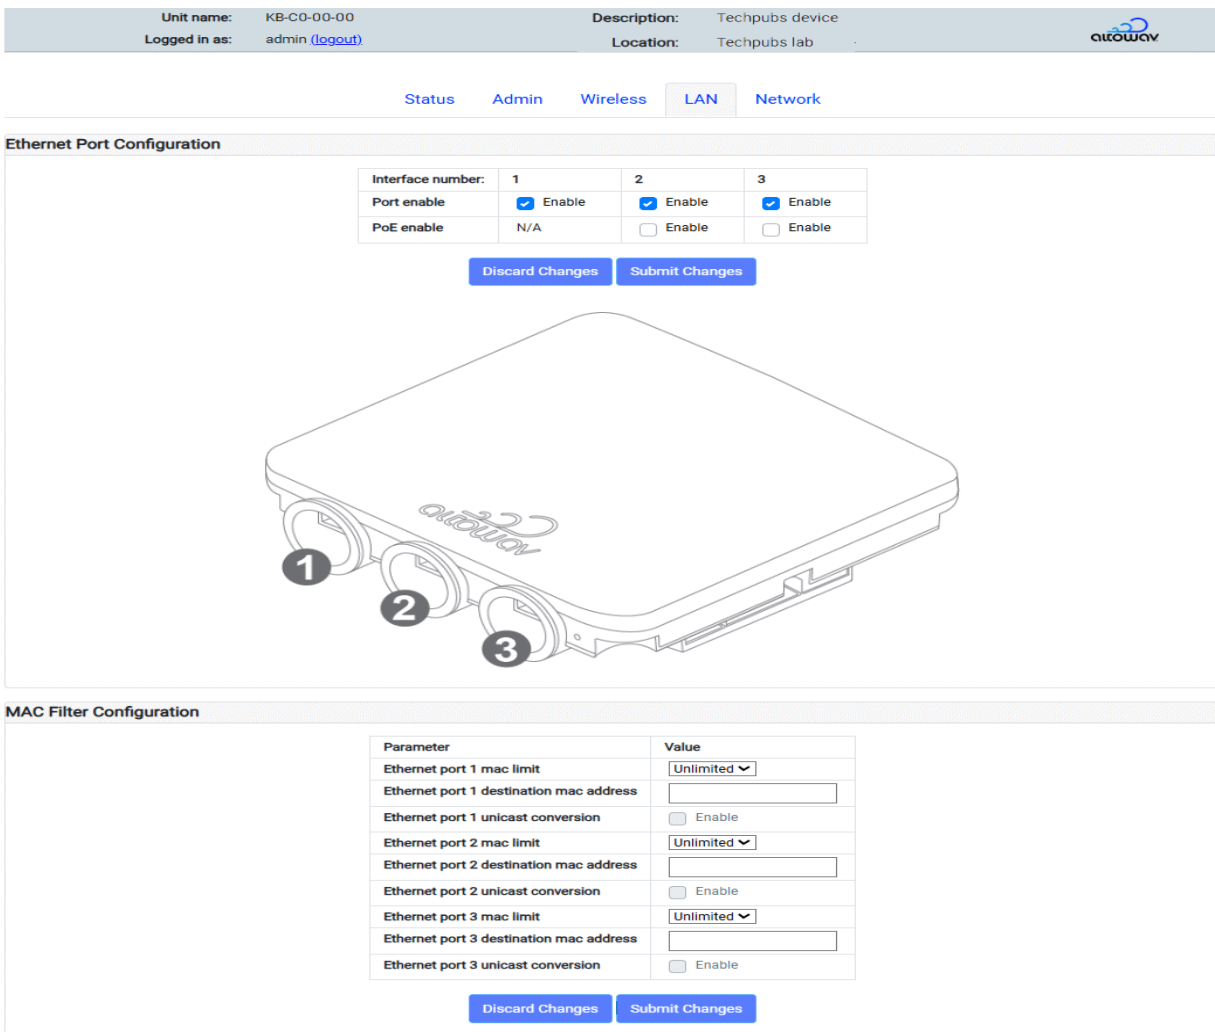 Unit name: KB-C0-00-00 Description: Techpubs device
Logged in as: admin (logout) Location: Techpubs lab
altowav
Status Admin Wireless LAN Network
Ethernet Port Configuration
Interface number: 1 2 3
Port enable Enable Enable Enable
PoE enable N/A Enable Enable
Discard Changes Submit Changes
altowav
1
2
3
MAC Filter Configuration
Parameter Value
Ethernet port 1 mac limit Unlimited
Ethernet port 1 destination mac address
Ethernet port 1 unicast conversion Enable
Ethernet port 2 mac limit Unlimited
Ethernet port 2 destination mac address
Ethernet port 2 unicast conversion Enable
Ethernet port 3 mac limit Unlimited
Ethernet port 3 destination mac address
Ethernet port 3 unicast conversion Enable
Discard Changes Submit Changes